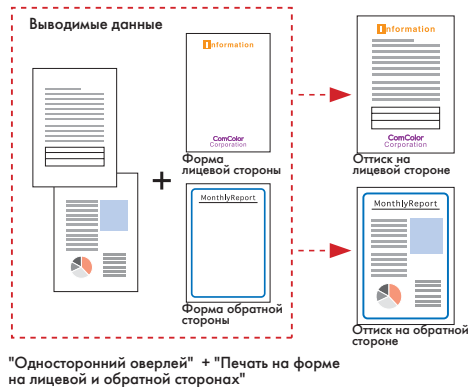 Выводимые данные
Information
ComColor
Corporation
Форма
лицевой стороны
Information
ComColor
Corporation
Оттиск на
лицевой стороне
+
MonthlyReport
Форма обратной
стороны
MonthlyReport
Оттиск на обратной
стороне
"Односторонний оверлей" + "Печать на форме
на лицевой и обратной сторонах"